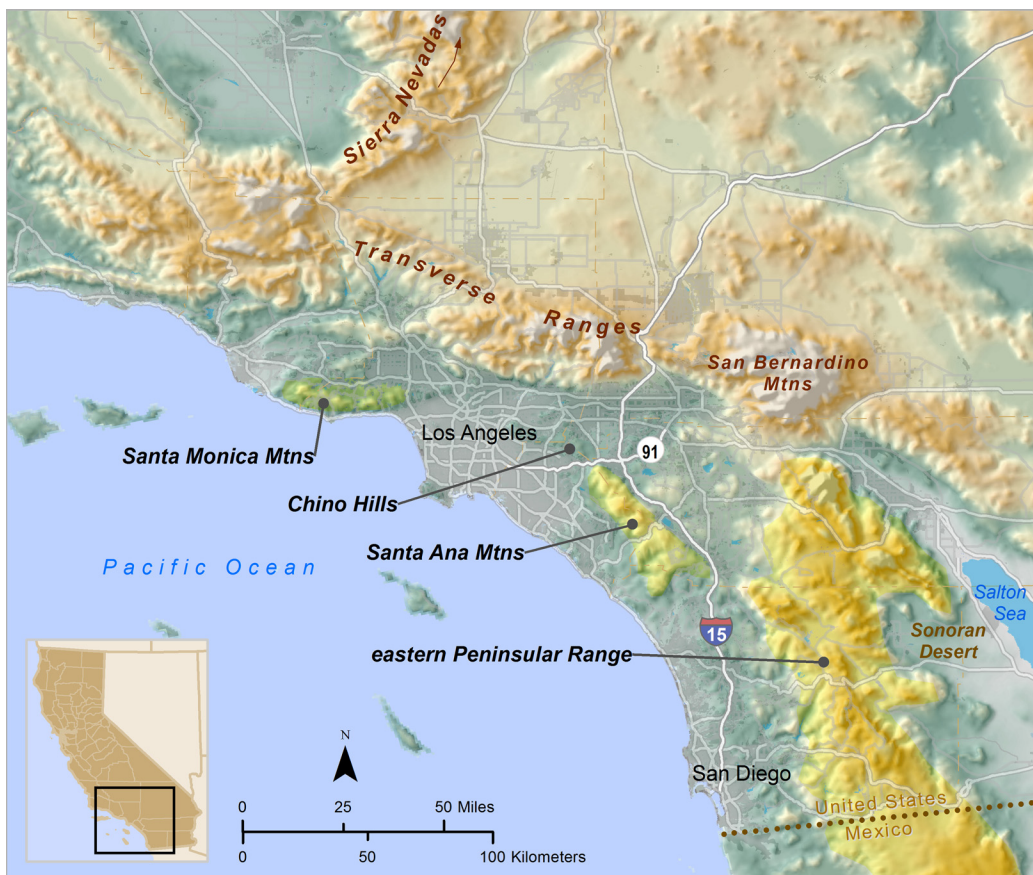 Sierra Nevadas
Transverse
Ranges
San Bernardino
Mtns
Los Angeles
91
Santa Monica Mtns
Chino Hills
Santa Ana Mtns
Pacific Ocean
Salton
Sea
15
Sonoran
Desert
eastern Peninsular Range
N
San Diego
0 25 50 Miles
0 50 100 Kilometers
United States
Mexico